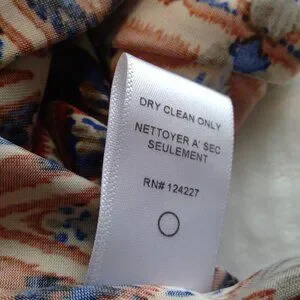 DRY CLEAN ONLY
NETTOYER A' SEC
SEULEMENT
RN# 124227